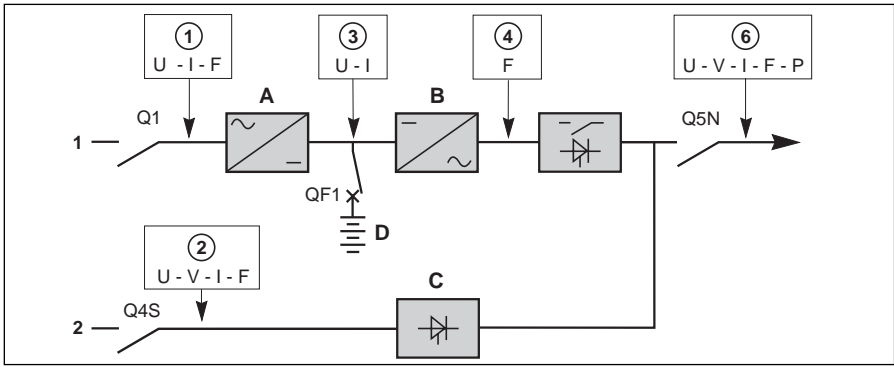 1
U - I - F
3
U - I
4
F
6
U - V - I - F - P
A
B
Q1
Q5N
1
QF1
D
2
U - V - I - F
C
Q4S
2